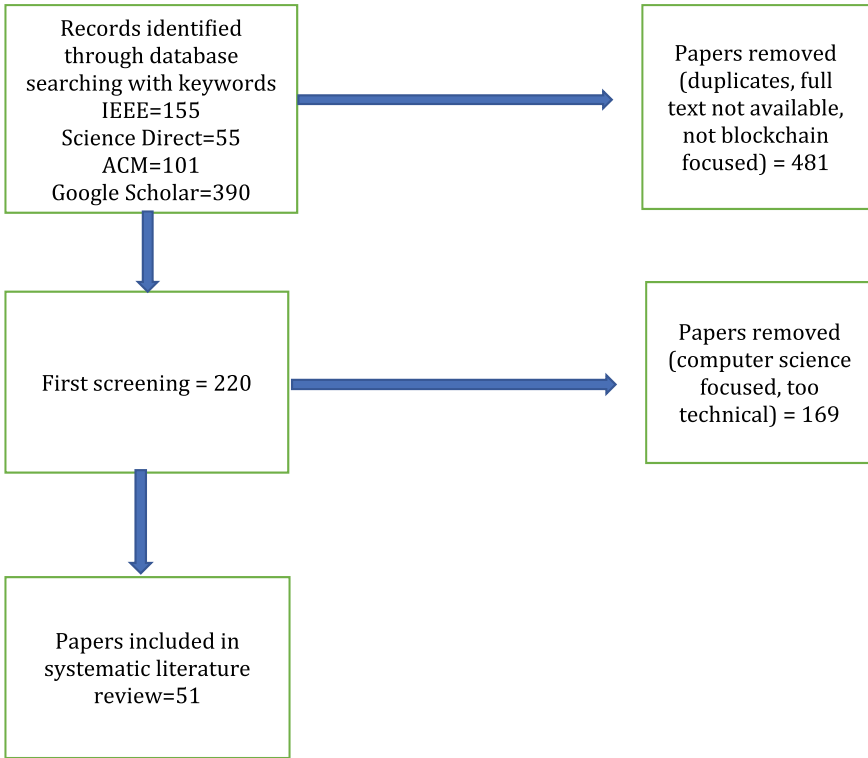 Records identified
through database
searching with keywords
IEEE=155
Science Direct=55
ACM=101
Google Scholar=390
Papers removed
(duplicates, full
text not available,
not blockchain
focused) = 481
First screening = 220
Papers removed
(computer science
focused, too
technical) = 169
Papers included in
systematic literature
review=51